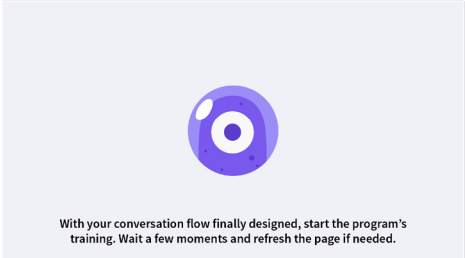 With your conversation flow finally designed, start the program’s
training. Wait a few moments and refresh the page if needed.